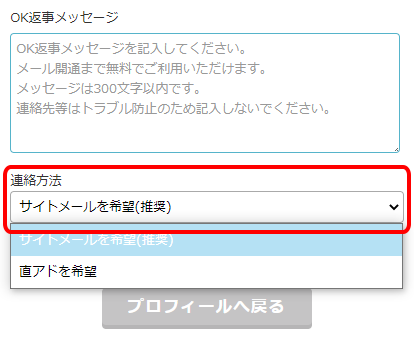 OK返事メッセージ
OK返事メッセージを記入してください。
メール開通まで無料でご利用いただけます。
メッセージは300文字以内です。
連絡先等はトラブル防止のため記入しないでください。
連絡方法
サイトメールを希望(推奨)
サイトメールを希望(推奨)
直アドを希望
プロフィールへ戻る